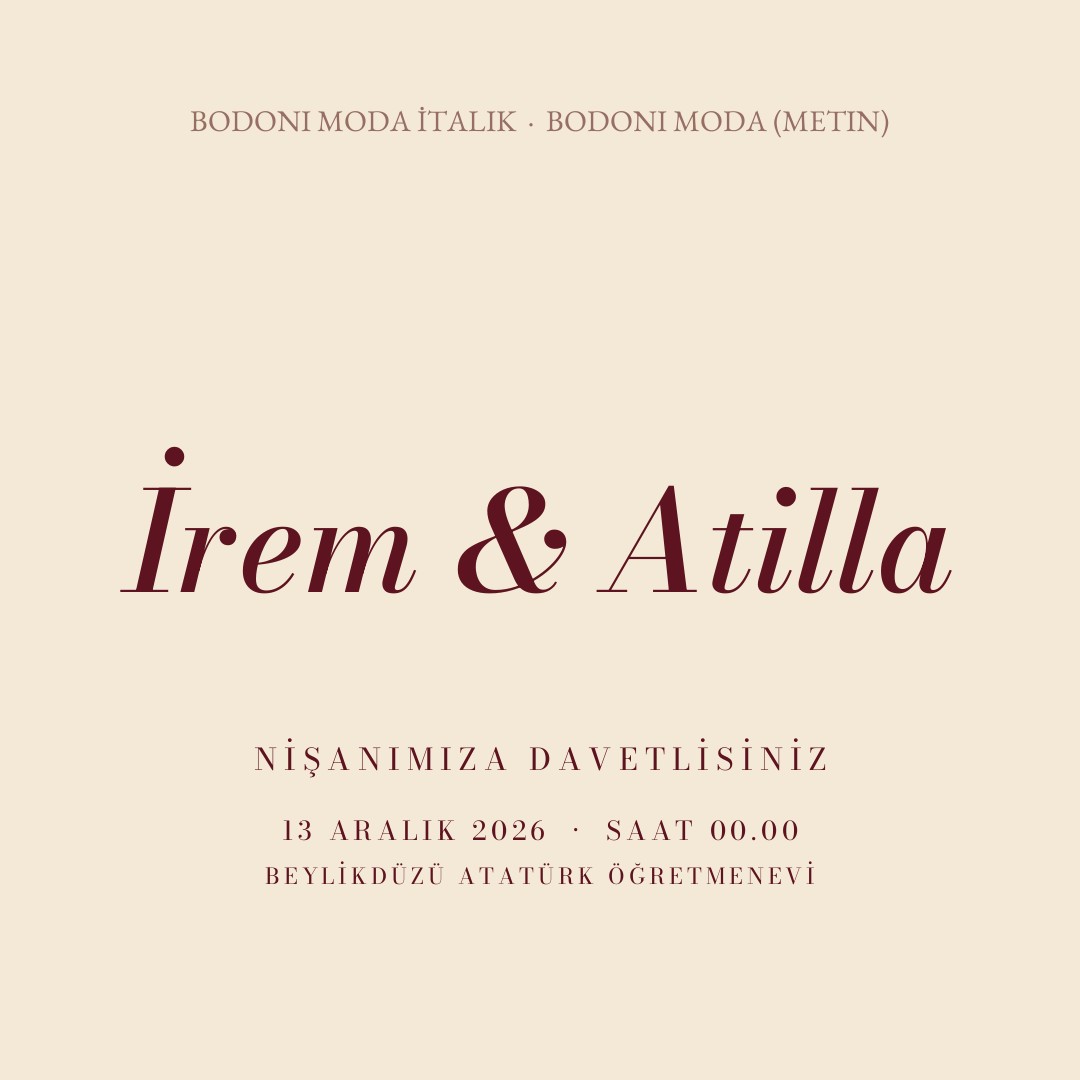 BODONI MODA İTALIK · BODONI MODA (METIN)
İrem & Atilla
NİŞANIMIZA DAVETLİSİNİZ
13 ARALIK 2026 · SAAT 00.00
BEYLİKDÜZÜ ATATÜRK ÖĞRETMENEVİ